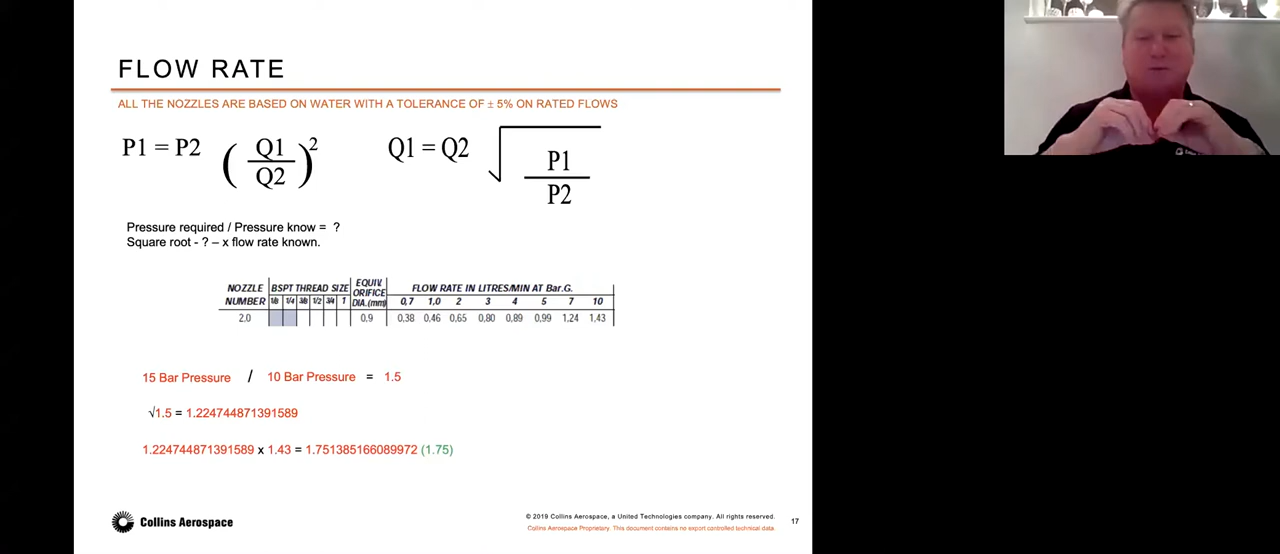 FLOW RATE
ALL THE NOZZLES ARE BASED ON WATER WITH A TOLERANCE OF ± 5% ON RATED FLOWS
P1 = P2 (Q1/Q2)² Q1 = Q2 √P1/P2
Pressure required / Pressure know = ?
Square root - ? – x flow rate known.
NOZZLE NUMBER BSPT THREAD SIZE EQUIV. ORIFICE DIA.(mm) FLOW RATE IN LITRES/MIN AT Bar.G.
1/8 1/4 3/8 1/2 3/4 1 0,7 1,0 2 3 4 5 7 10
2.0 0,9 0,38 0,46 0,65 0,80 0,89 0,99 1,24 1,43
15 Bar Pressure / 10 Bar Pressure = 1.5
√1.5 = 1.224744871391589
1.224744871391589 x 1.43 = 1.751385166089972 (1.75)
Collins Aerospace
© 2019 Collins Aerospace, a United Technologies company. All rights reserved.
Collins Aerospace Proprietary. This document contains no export controlled technical data
17